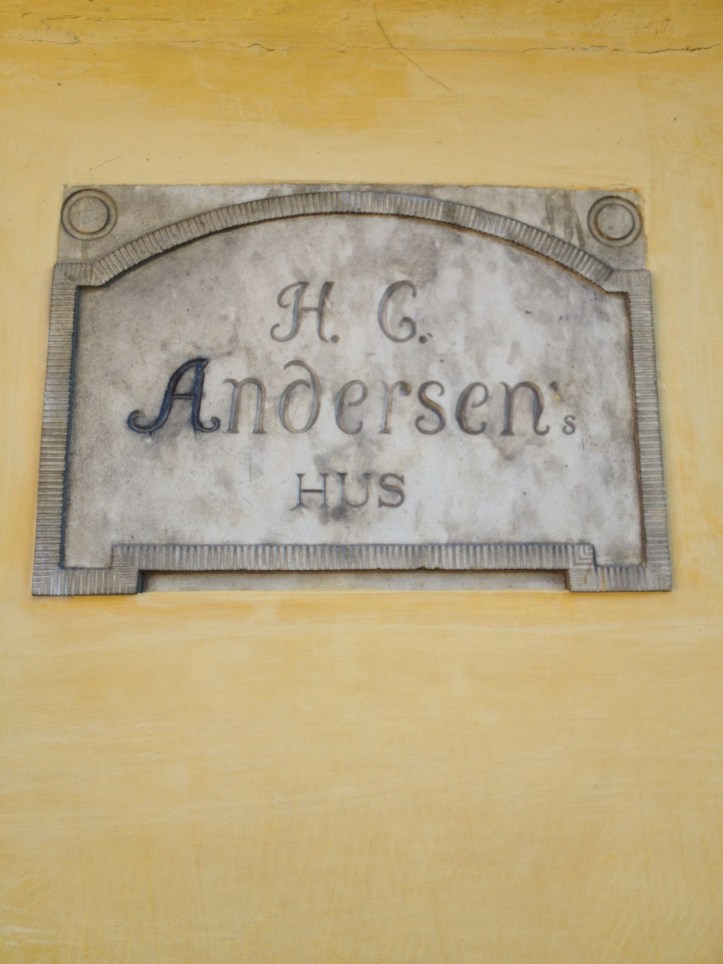 H. C.
Andersen's
HUS